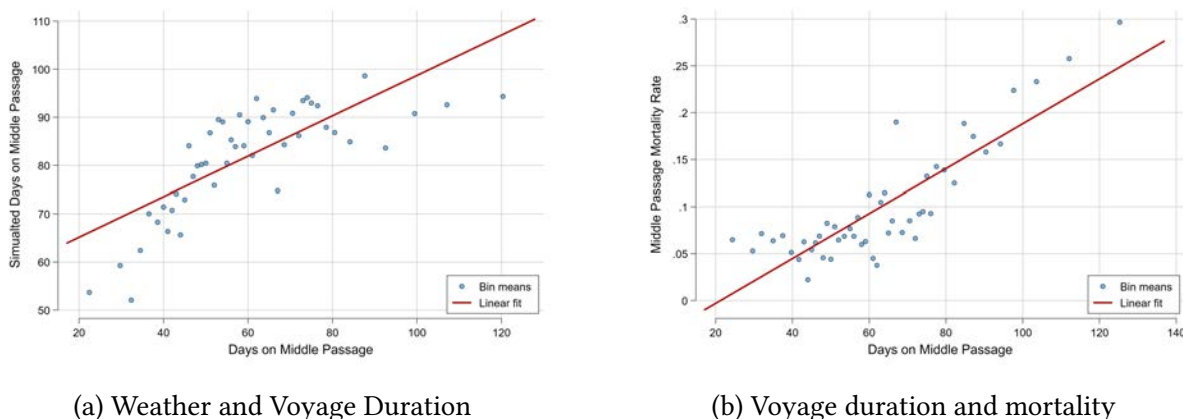 110
100
90
80
70
60
50
Simualted Days on Middle Passage
20
40
60
80
100
120
Days on Middle Passage
Bin means
Linear fit
(a) Weather and Voyage Duration
.3
.25
.2
.15
.1
.05
0
Middle Passage Mortality Rate
20
40
60
80
100
120
140
Days on Middle Passage
Bin means
Linear fit
(b) Voyage duration and mortality